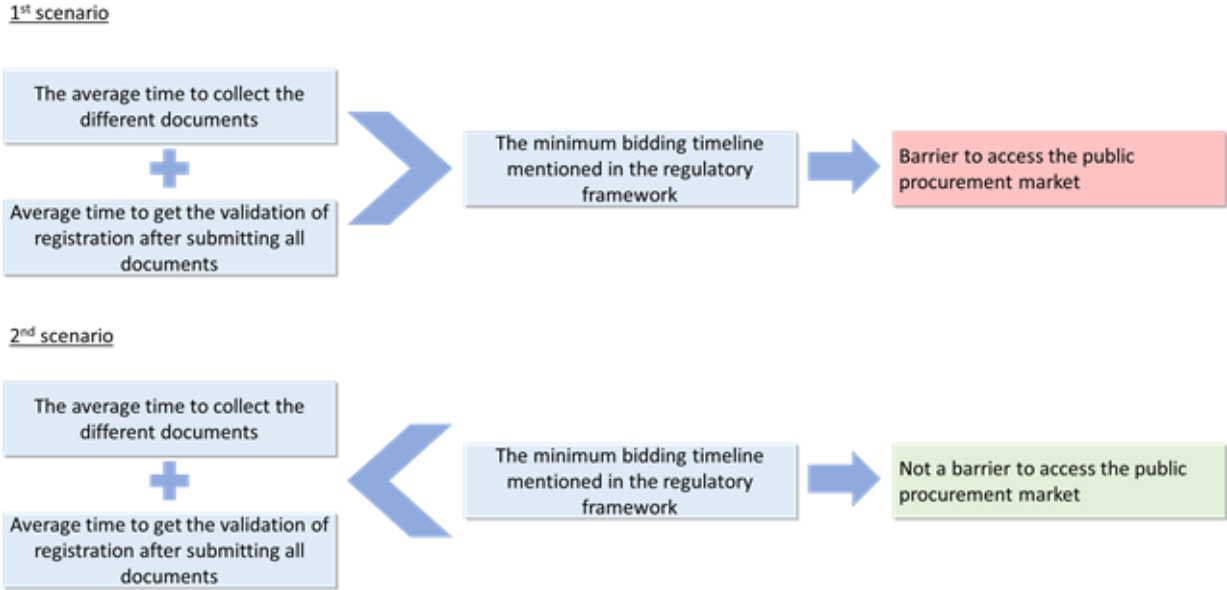 1st scenario
The average time to collect the
different documents
Average time to get the validation of
registration after submitting all
documents
The minimum bidding timeline
mentioned in the regulatory
framework
Barrier to access the public
procurement market
2nd scenario
The average time to collect the
different documents
Average time to get the validation of
registration after submitting all
documents
The minimum bidding timeline
mentioned in the regulatory
framework
Not a barrier to access the public
procurement market